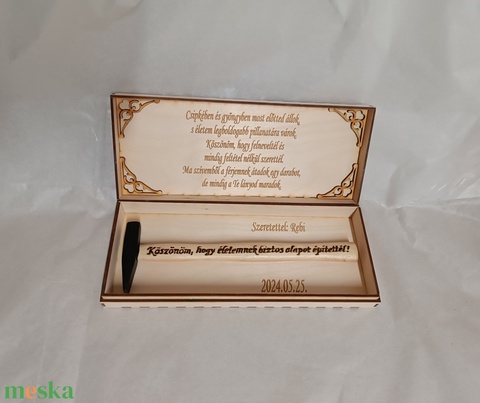 Csipkében és gyöngyben most előtted állok,
s életem legboldogabb pillanatára várok.
Köszönöm, hogy felneveltél és
mindig feltétel nélkül szerettél.
Ma szívemből a férjemnek átadok egy darabot,
de mindig a Te lányod maradok.
Szeretettel: Rebi
Köszönöm, hogy életemnek biztos alapot építettél!
2024.05.25.
meska